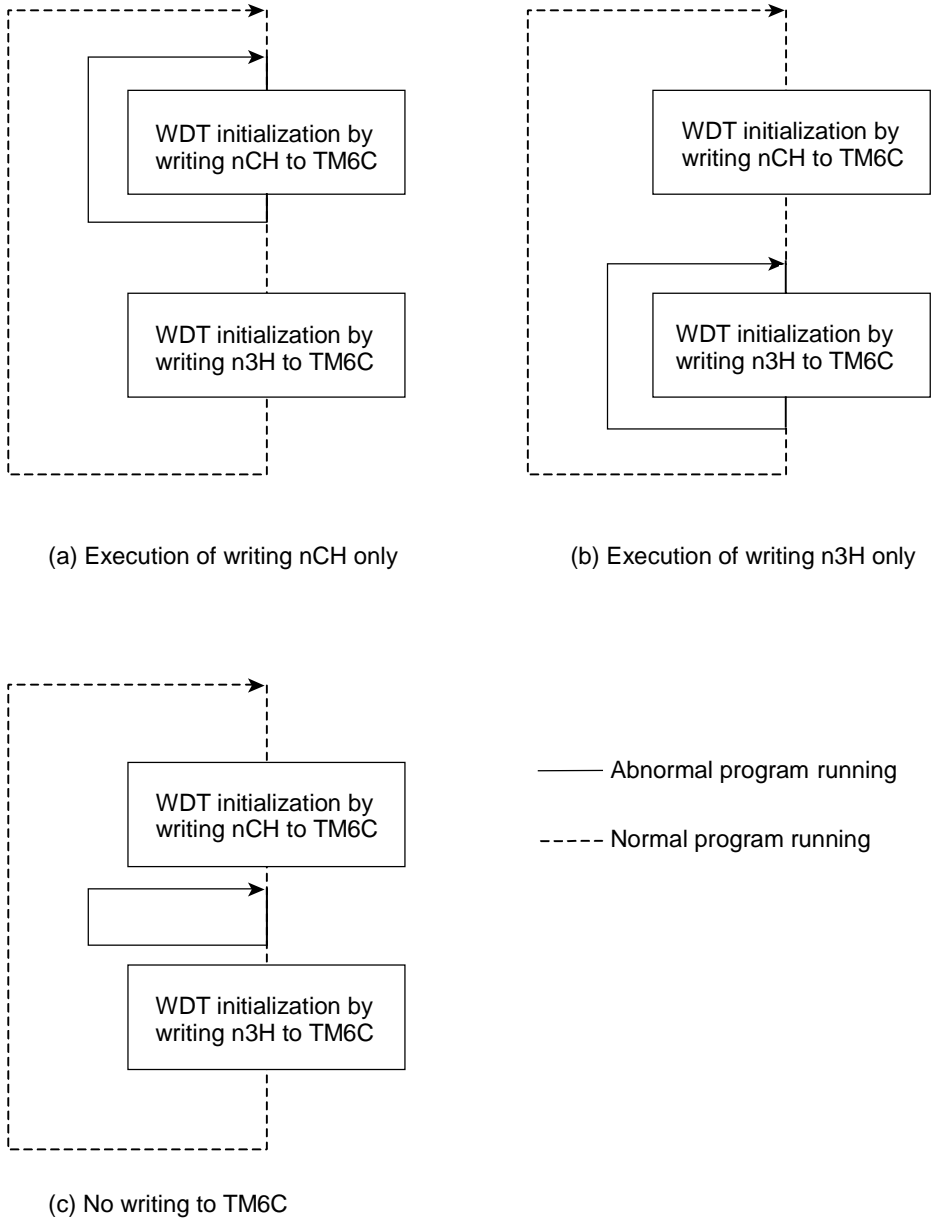 WDT initialization by
writing nCH to TM6C
WDT initialization by
writing n3H to TM6C
(a) Execution of writing nCH only
WDT initialization by
writing nCH to TM6C
WDT initialization by
writing n3H to TM6C
(b) Execution of writing n3H only
WDT initialization by
writing nCH to TM6C
WDT initialization by
writing n3H to TM6C
(c) No writing to TM6C
Abnormal program running
Normal program running